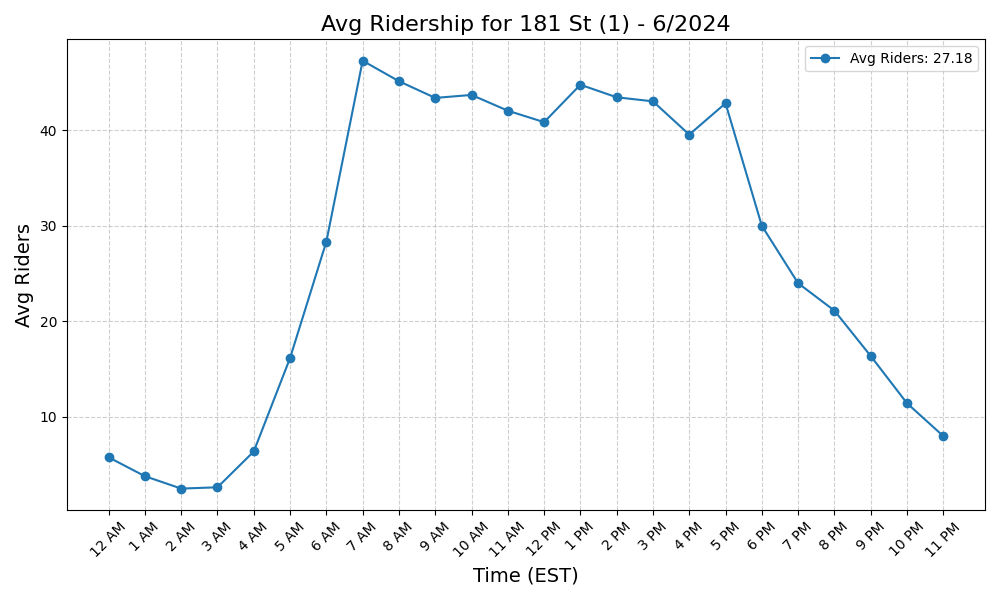 Avg Ridership for 181 St (1) - 6/2024
Avg Riders: 27.18
Avg Riders
40
30
20
10
12 AM
1 AM
2 AM
3 AM
4 AM
5 AM
6 AM
7 AM
8 AM
9 AM
10 AM
11 AM
12 PM
1 PM
2 PM
3 PM
4 PM
5 PM
6 PM
7 PM
8 PM
9 PM
10 PM
11 PM
Time (EST)